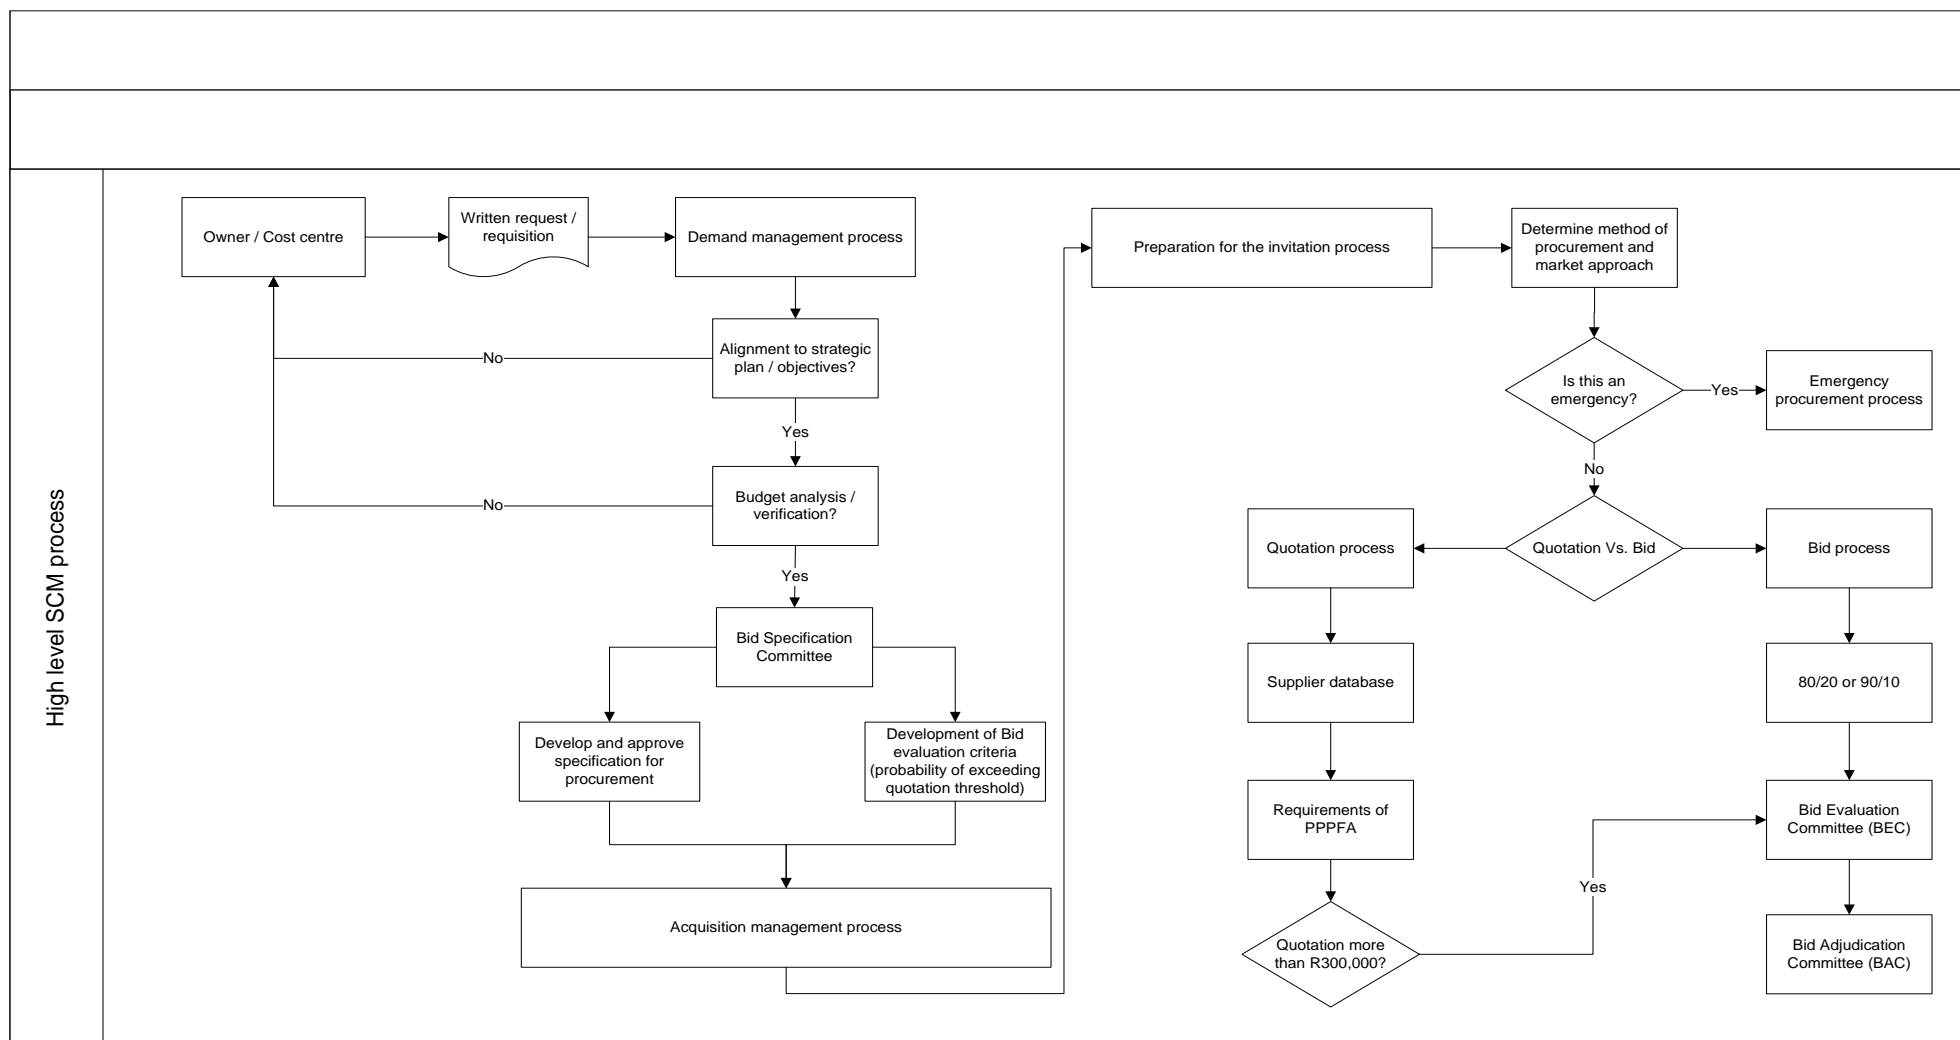 High level SCM process
Owner / Cost centre
Written request /
requisition
Demand management process
Alignment to strategic
plan / objectives?
No
Yes
Budget analysis /
verification?
No
Yes
Bid Specification
Committee
Develop and approve
specification for
procurement
Development of Bid
evaluation criteria
(probability of exceeding
quotation threshold)
Acquisition management process
Preparation for the invitation process
Determine method of
procurement and
market approach
Is this an
emergency?
Yes
Emergency
procurement process
No
Quotation Vs. Bid
Quotation process
Bid process
Supplier database
80/20 or 90/10
Requirements of
PPPFA
Bid Evaluation
Committee (BEC)
Yes
Quotation more
than R300,000?
Bid Adjudication
Committee (BAC)